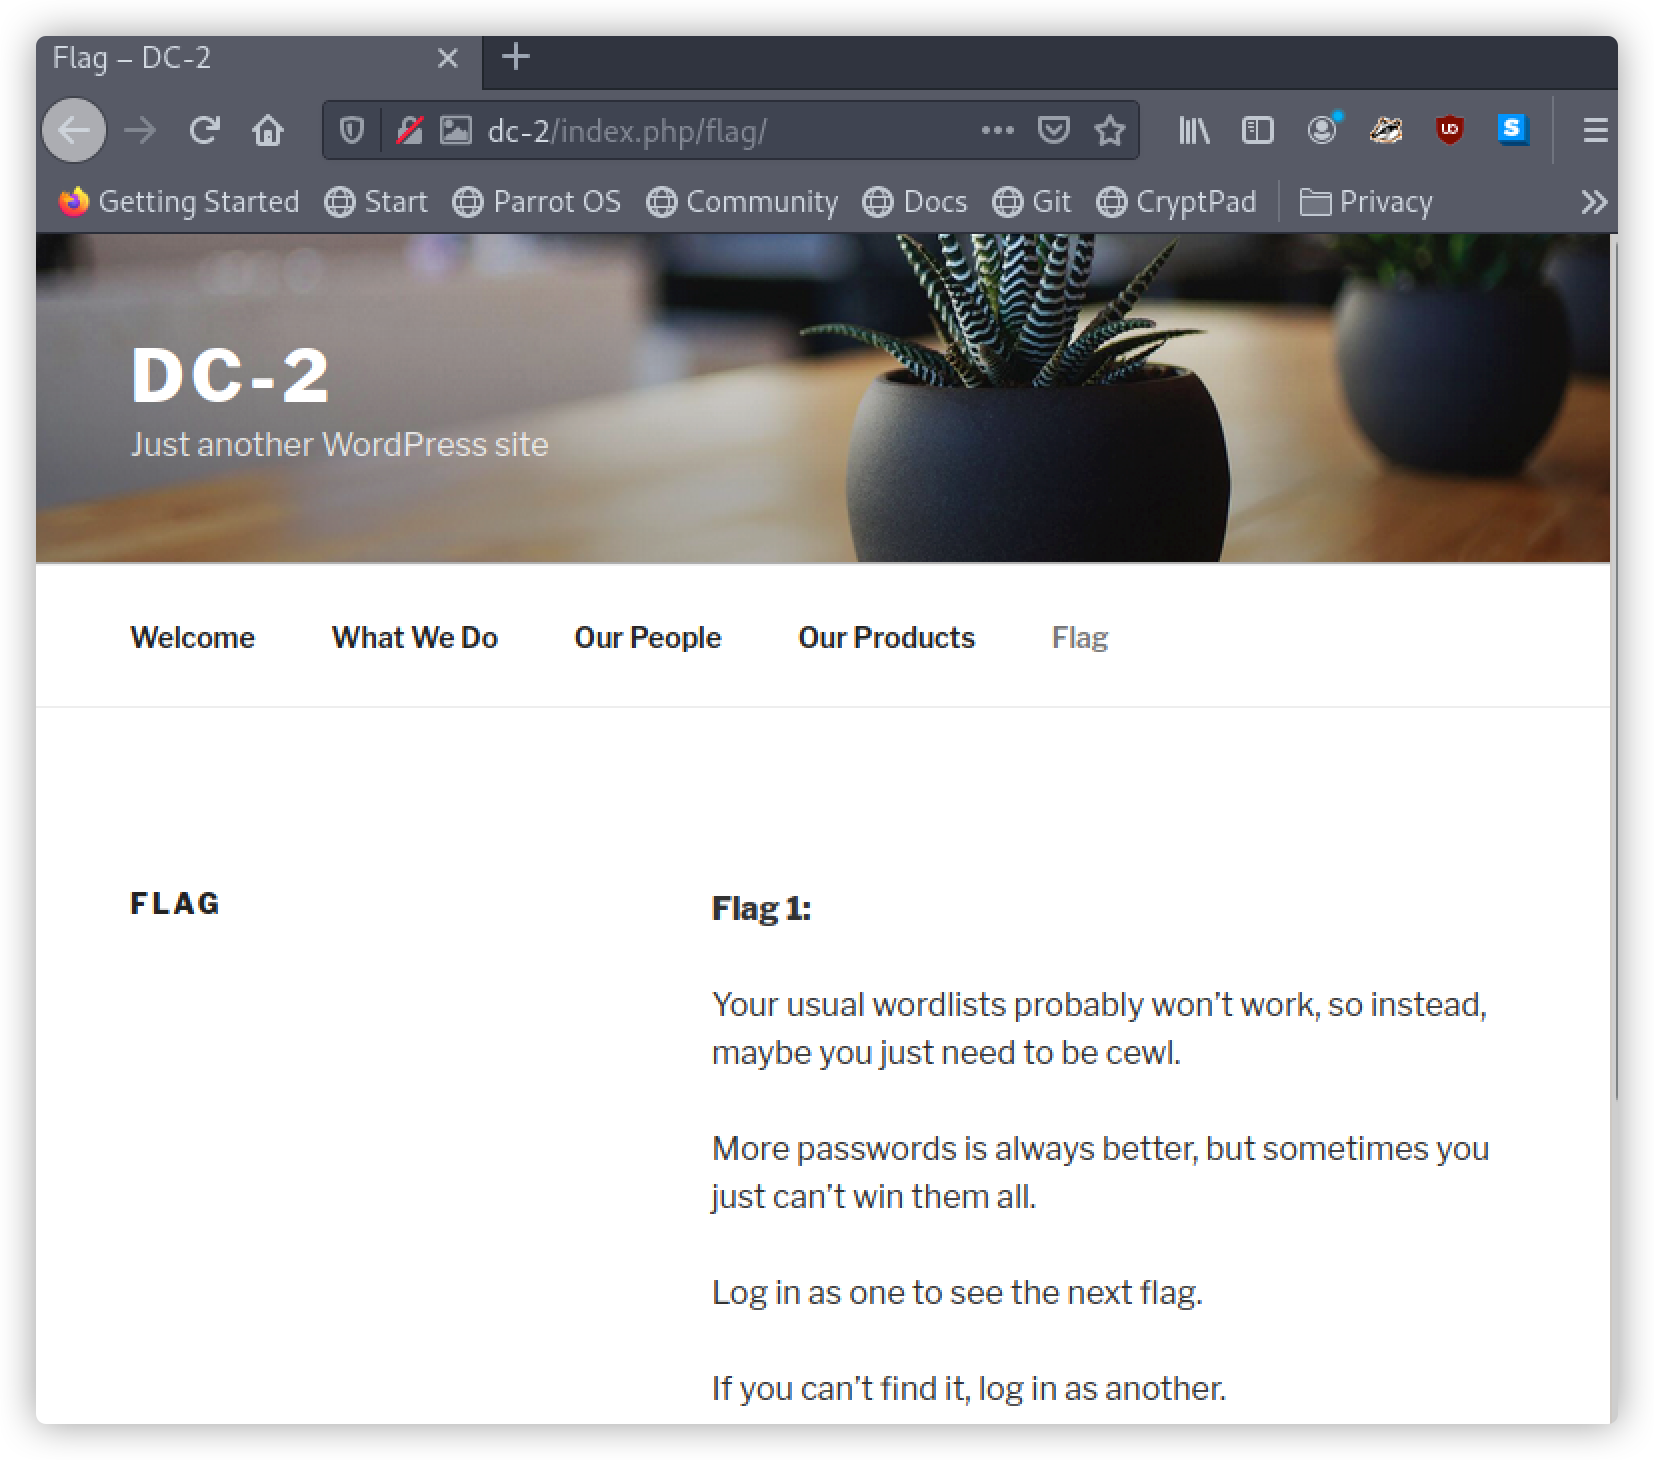 Flag – DC-2
dc-2/index.php/flag/
Getting Started Start Parrot OS Community Docs Git CryptPad Privacy
DC-2
Just another WordPress site
Welcome What We Do Our People Our Products Flag
FLAG
Flag 1:
Your usual wordlists probably won't work, so instead,
maybe you just need to be cewl.
More passwords is always better, but sometimes you
just can't win them all.
Log in as one to see the next flag.
If you can't find it, log in as another.